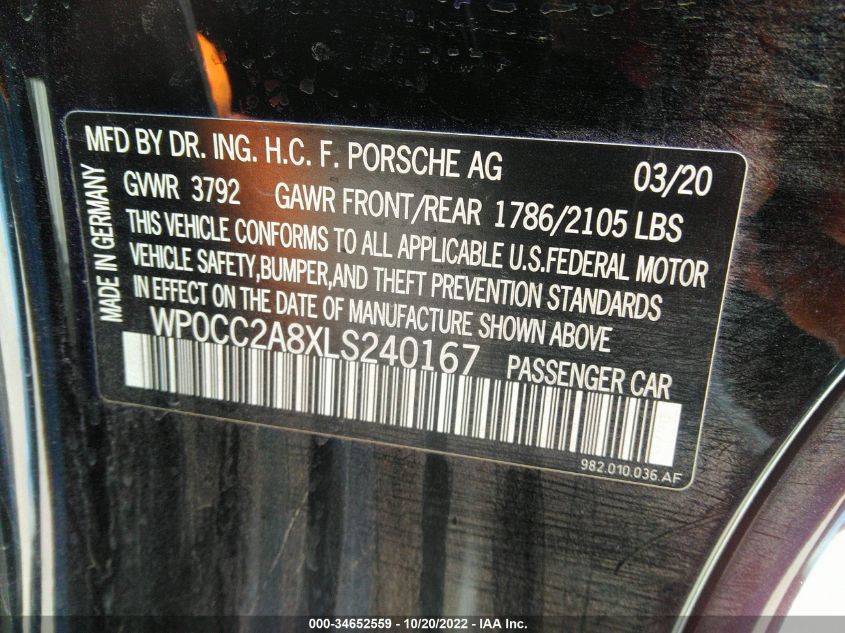 MFD BY DR. ING. H.C. F. PORSCHE AG 03/20
GVWR 3792 GAWR FRONT/REAR 1786/2105 LBS
THIS VEHICLE CONFORMS TO ALL APPLICABLE U.S.FEDERAL MOTOR
VEHICLE SAFETY,BUMPER,AND THEFT PREVENTION STANDARDS
IN EFFECT ON THE DATE OF MANUFACTURE SHOWN ABOVE
MADE IN GERMANY
WP0CC2A8XLS240167 PASSENGER CAR
982.010.036.AF
000-34652559 - 10/20/2022 - IAA Inc.